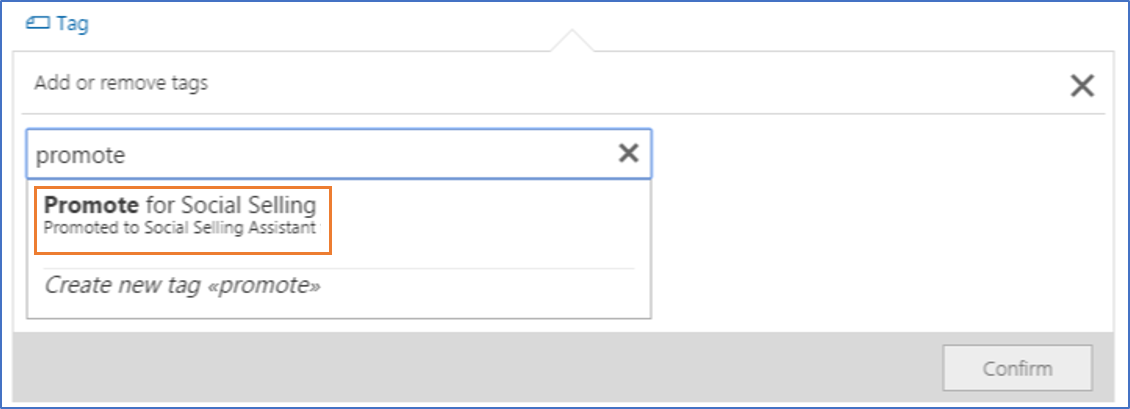 Tag
Add or remove tags
promote
Promote for Social Selling
Promoted to Social Selling Assistant
Create new tag «promote»
Confirm